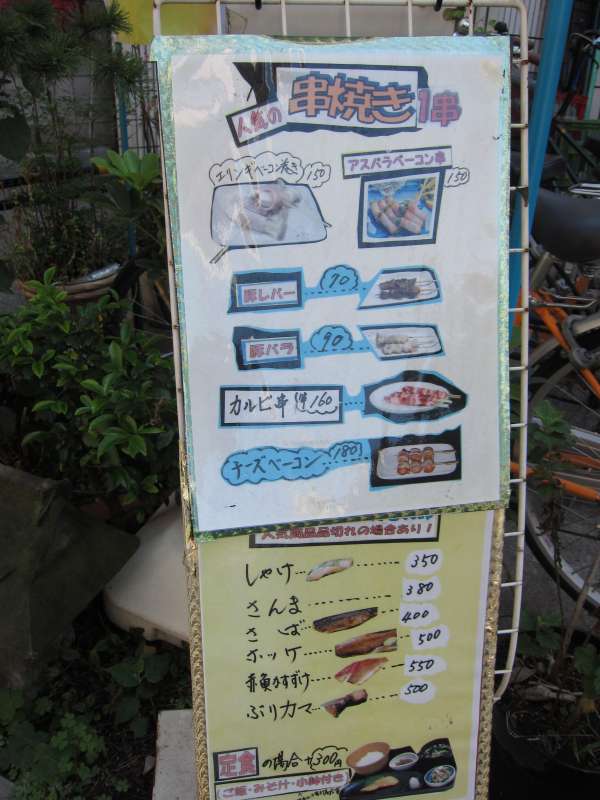 人気の 串焼き 1串
エリンギベーコン巻き 150
アスパラベーコン串 150
豚レバー 90
豚バラ 90
カルビ串 160
チーズベーコン 180
人気商品品切れの場合あり！
しゃけ 350
さんま 380
さば 400
ホッケ 500
赤魚かすずけ 550
ぶりカマ 500
定食 の場合 +300円
(ご飯・みそ汁・小鉢付き)